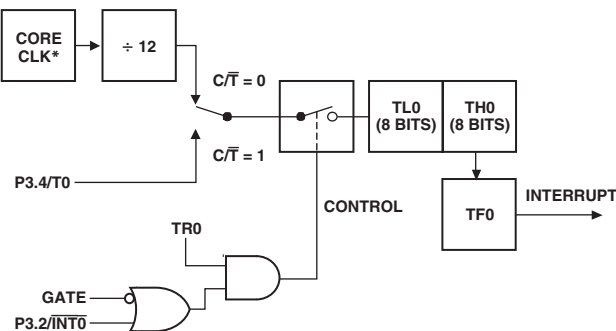 CORE
CLK*
÷ 12
C/T̅ = 0
TL0
(8 BITS)
TH0
(8 BITS)
C/T̅ = 1
P3.4/T0
INTERRUPT
CONTROL
TF0
TR0
GATE
P3.2/I̅N̅T̅0̅